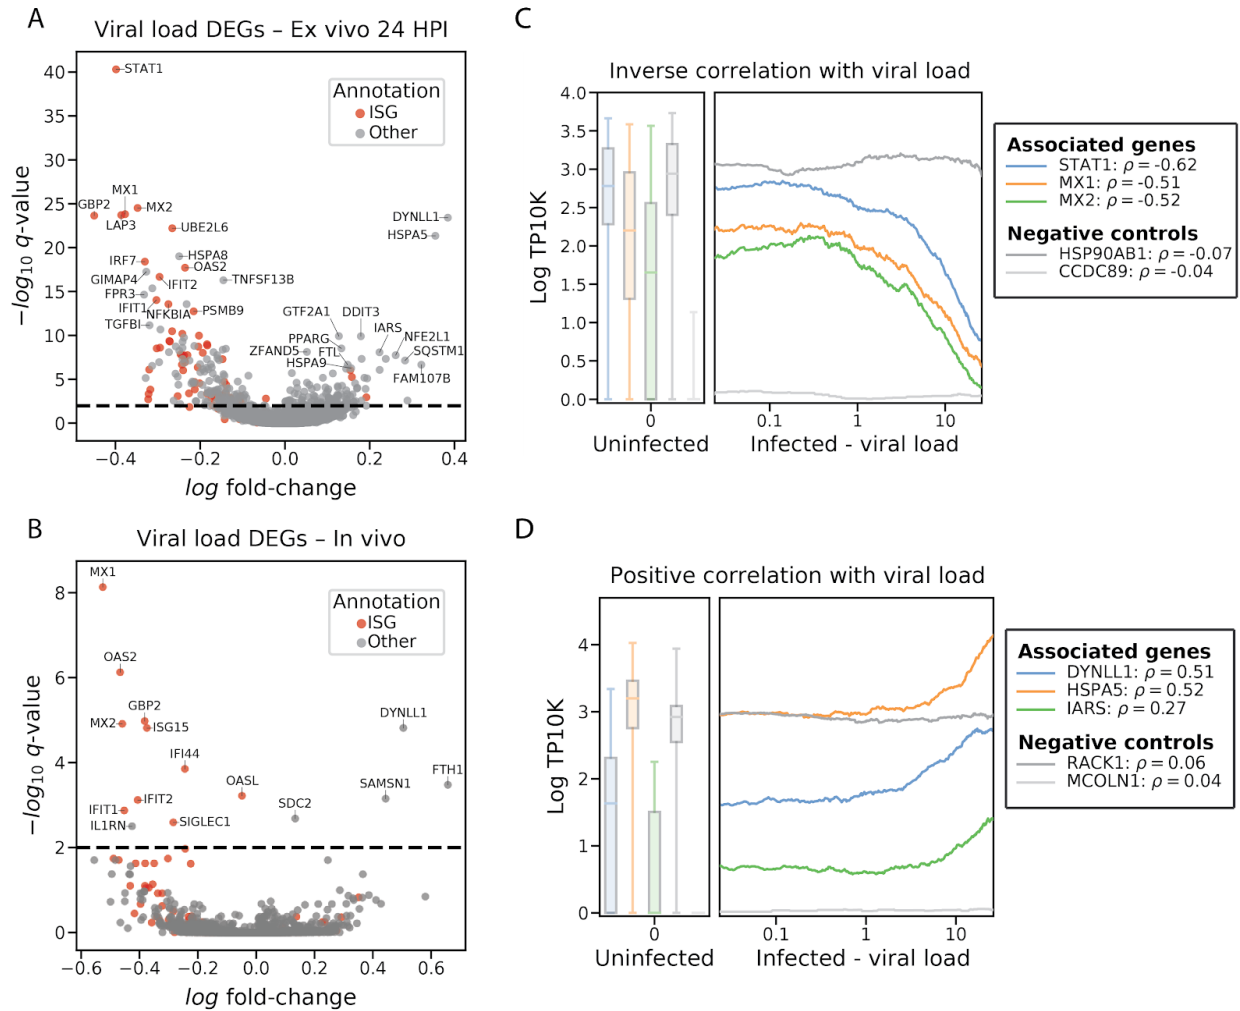 A
Viral load DEGs – Ex vivo 24 HPI
−log10 q-value
40
35
30
25
20
15
10
5
0
−0.4
−0.2
0.0
0.2
0.4
log fold-change
Annotation
ISG
Other
STAT1
MX1
GBP2
MX2
LAP3
UBE2L6
DYNLL1
HSPA5
IRF7
HSPA8
OAS2
GIMAP4
IFIT2
TNFSF13B
FPR3
IFIT1
NFKBIA
PSMB9
TGFBI
GTF2A1
DDIT3
IARS
PPARG
NFE2L1
ZFAND5
FTL
SQSTM1
HSPA9
FAM107B
B
Viral load DEGs – In vivo
−log10 q-value
8
6
4
2
0
−0.6
−0.4
−0.2
0.0
0.2
0.4
0.6
log fold-change
Annotation
ISG
Other
MX1
OAS2
GBP2
MX2
ISG15
DYNLL1
IFI44
OASL
SAMSN1
FTH1
IFIT2
IFIT1
SDC2
IL1RN
SIGLEC1
C
Inverse correlation with viral load
Log TP10K
4.0
3.5
3.0
2.5
2.0
1.5
1.0
0.5
0.0
0
Uninfected
0.1
1
10
Infected - viral load
Associated genes
STAT1: ρ = -0.62
MX1: ρ = -0.51
MX2: ρ = -0.52
Negative controls
HSP90AB1: ρ = -0.07
CCDC89: ρ = -0.04
D
Positive correlation with viral load
Log TP10K
4
3
2
1
0
0
Uninfected
0.1
1
10
Infected - viral load
Associated genes
DYNLL1: ρ = 0.51
HSPA5: ρ = 0.52
IARS: ρ = 0.27
Negative controls
RACK1: ρ = 0.06
MCOLN1: ρ = 0.04